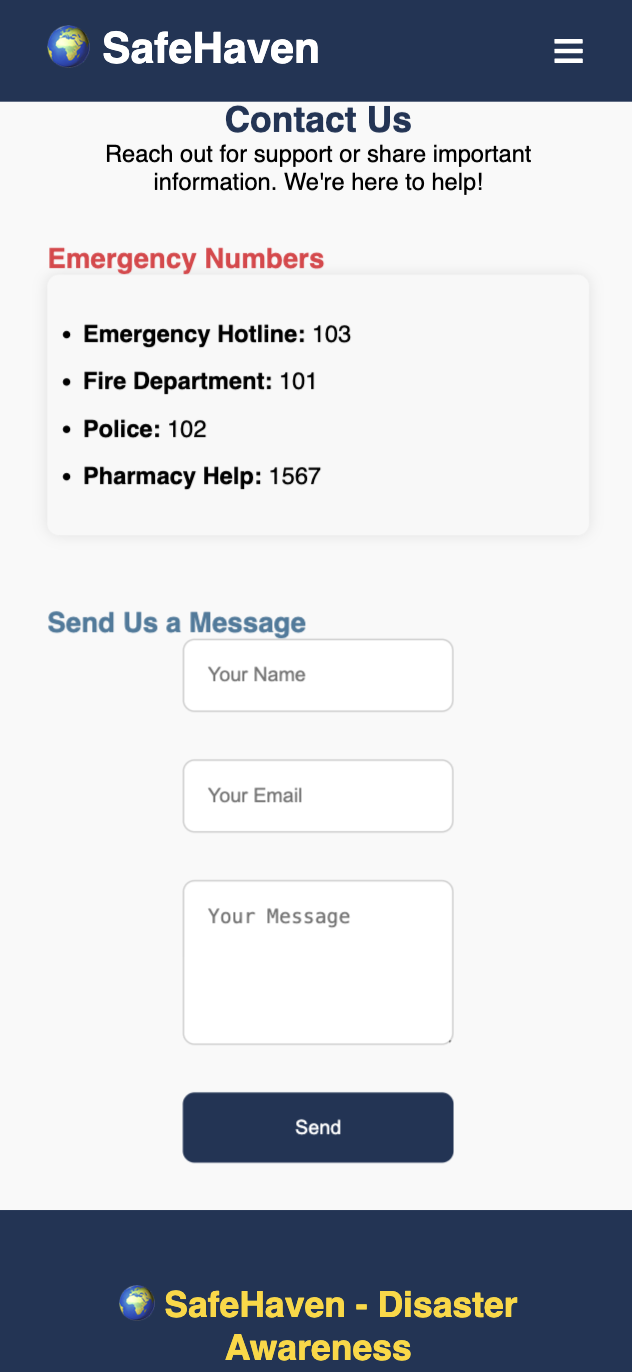 🌍 SafeHaven
Contact Us
Reach out for support or share important
information. We're here to help!
Emergency Numbers
• Emergency Hotline: 103
• Fire Department: 101
• Police: 102
• Pharmacy Help: 1567
Send Us a Message
Your Name
Your Email
Your Message
Send
🌍 SafeHaven - Disaster
Awareness